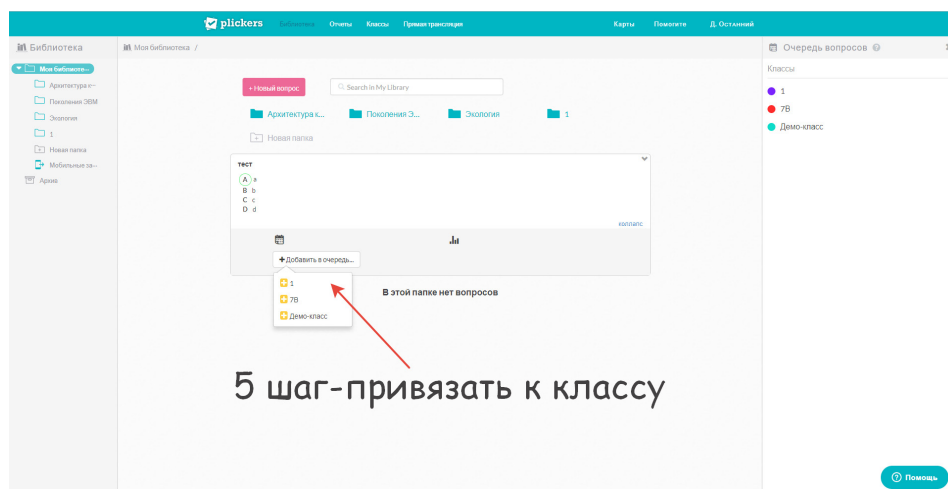 plickers Библиотека Отчеты Классы Прямая трансляция Карты Помогите Д. Останний
Библиотека
Моя библиотека /
Очередь вопросов
Моя библиоте...
Архитектура к...
Поколения ЭВМ
Экология
1
Новая папка
Мобильные за...
Архив
+ Новый вопрос
Search in My Library
Архитектура к...
Поколения Э...
Экология
1
Новая папка
тест
A a
B b
C c
D d
коллапс
+Добавить в очередь...
1
7В
Демо-класс
В этой папке нет вопросов
5 шаг-привязать к классу
Классы
1
7В
Демо-класс
Помощь